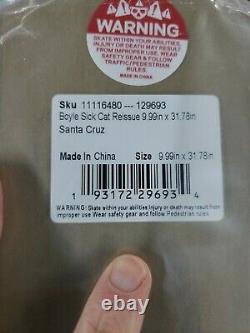 WARNING
SKATE WITHIN YOUR ABILITIES.
INJURY OR DEATH MAY RESULT
FROM IMPROPER USE. WEAR
SAFETY GEAR & FOLLOW
TRAFFIC/PEDESTRIAN
RULES.
MADE IN CHINA
Sku 11116480 --- 129693
Boyle Sick Cat Reissue 9.99in x 31.78in
Santa Cruz
Made In China Size 9.99in x 31.78in
1 93172 29693 4
WARNING: Skate within your abilities.Injury or death may result from
improper use Wear safety gear and follow Pedestrian rules.
118design.com